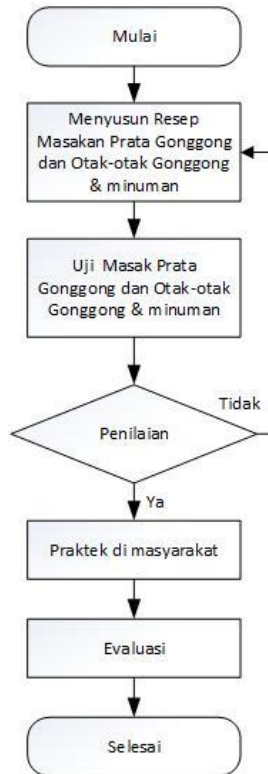 Mulai
Menyusun Resep
Masakan Prata Gonggong
dan Otak-otak Gonggong
& minuman
Uji Masak Prata
Gonggong dan Otak-otak
Gonggong & minuman
Penilaian
Tidak
Ya
Praktek di masyarakat
Evaluasi
Selesai